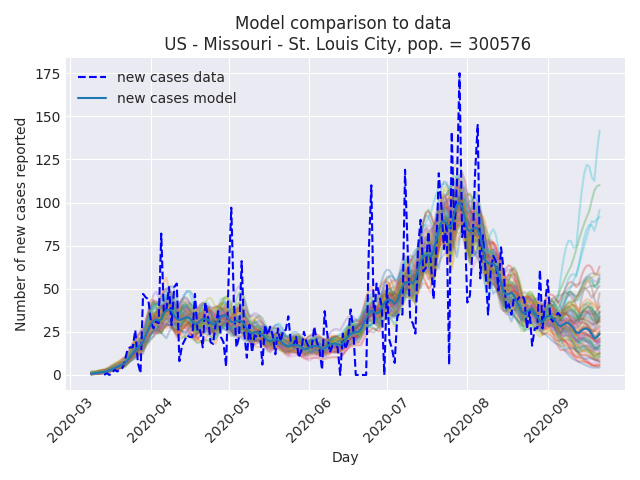 Model comparison to data
US - Missouri - St. Louis City, pop. = 300576
new cases data
new cases model
175
150
125
100
75
50
25
0
Number of new cases reported
2020-03
2020-04
2020-05
2020-06
2020-07
2020-08
2020-09
Day